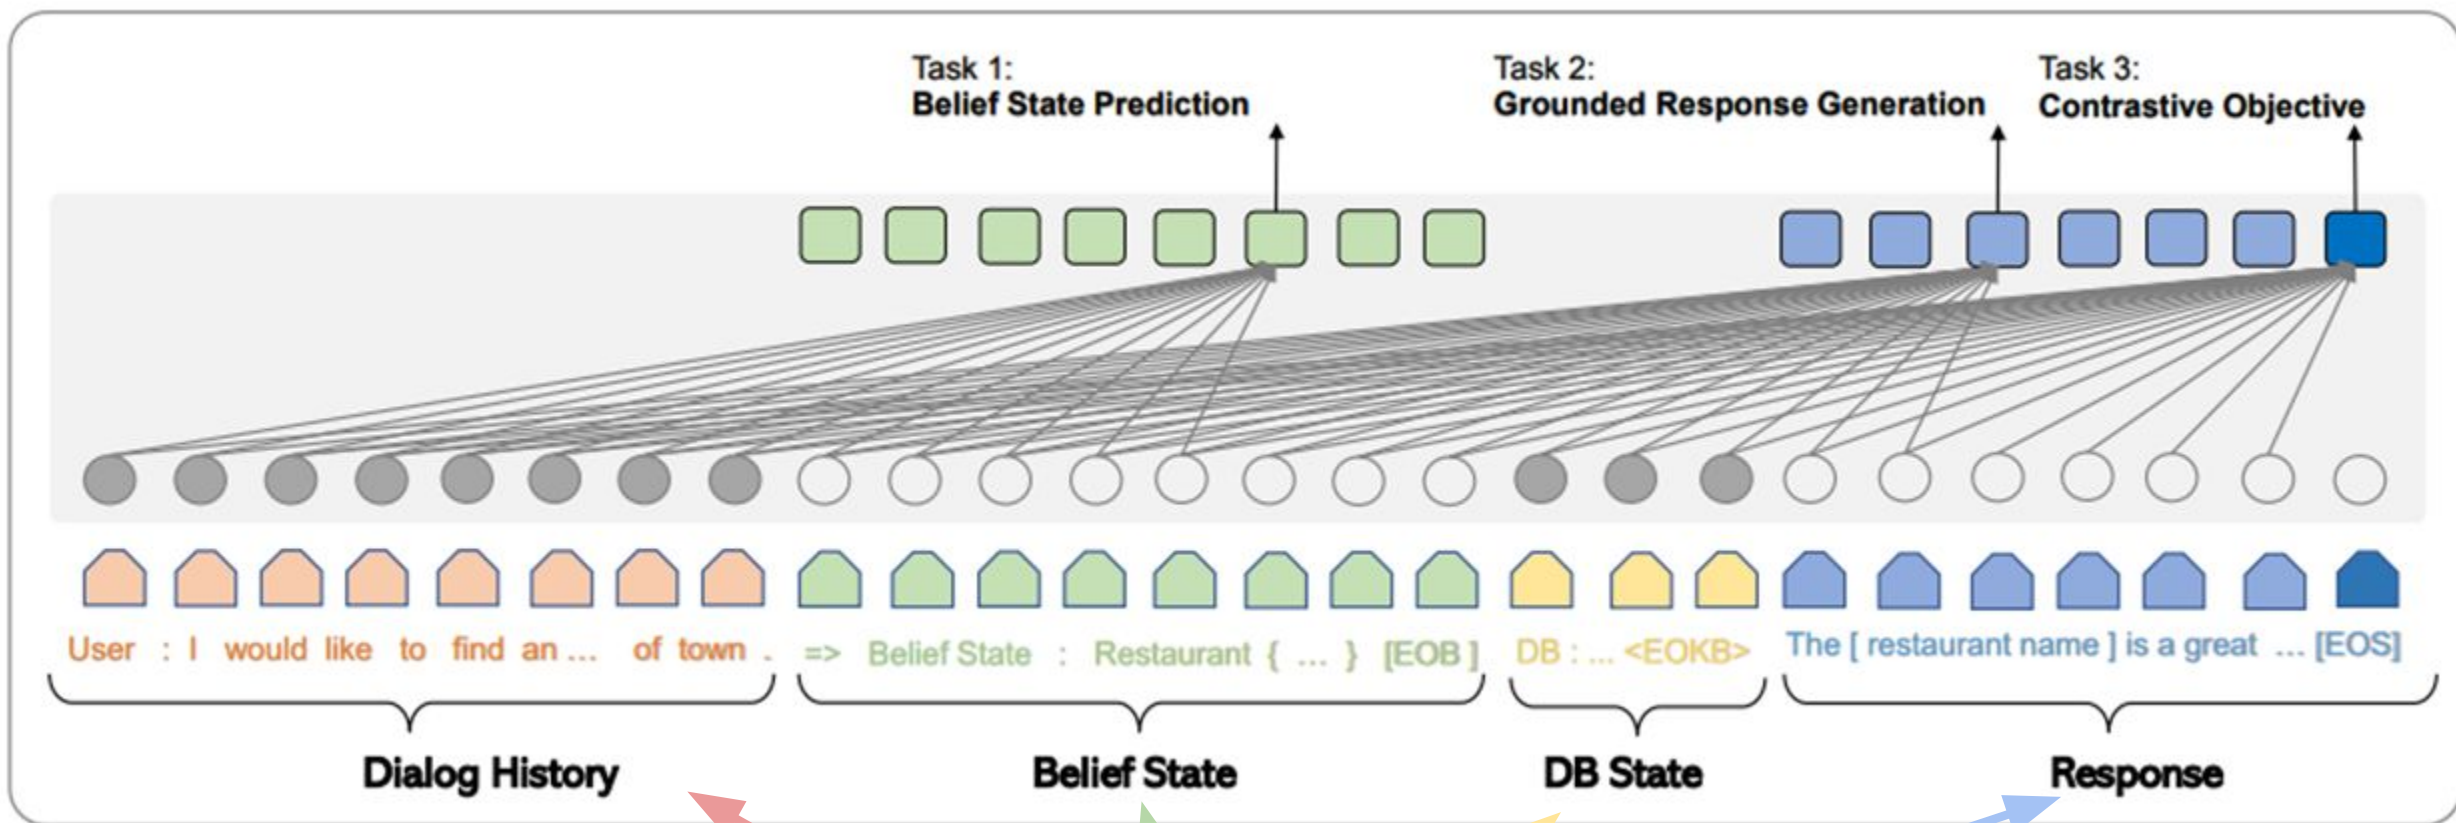 Task 1:
Belief State Prediction
Task 2:
Grounded Response Generation
Task 3:
Contrastive Objective
User : I would like to find an ... of town .
=> Belief State : Restaurant { ... } [EOB]
DB : ... <EOKB>
The [ restaurant name ] is a great ... [EOS]
Dialog History
Belief State
DB State
Response